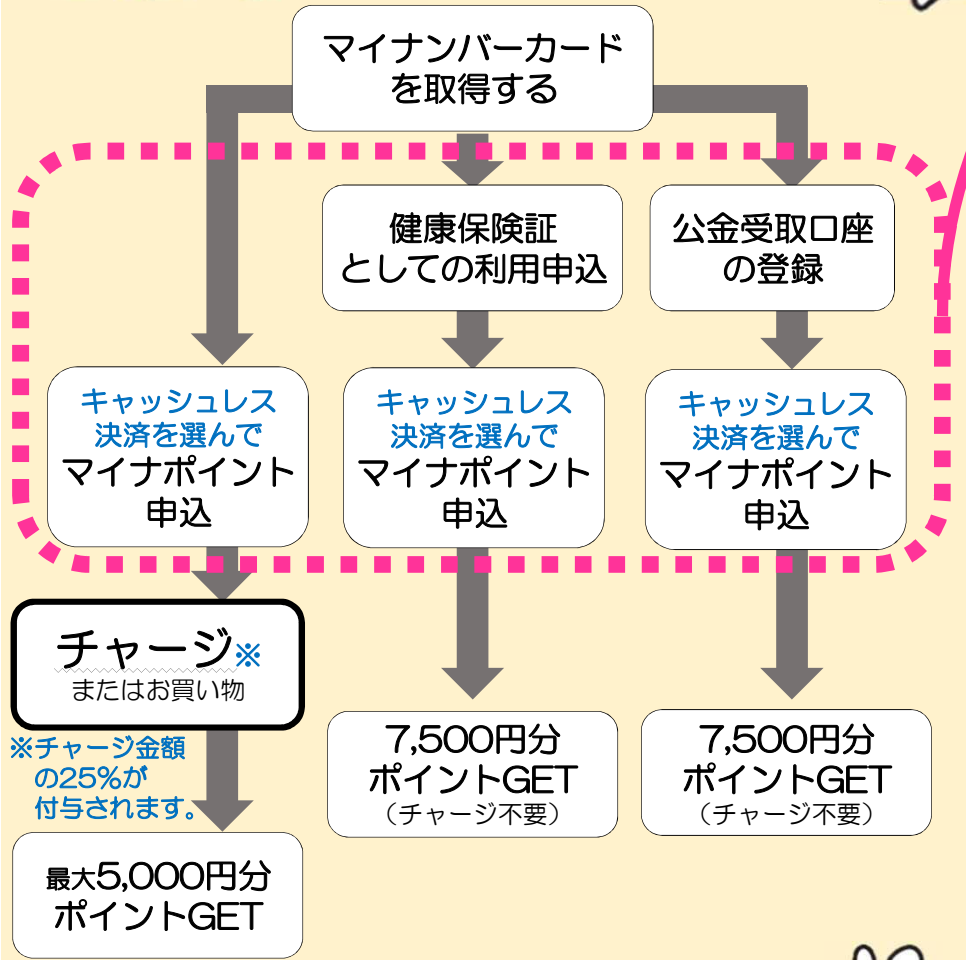 マイナンバーカード
を取得する
健康保険証
としての利用申込
公金受取口座
の登録
キャッシュレス
決済を選んで
マイナポイント
申込
キャッシュレス
決済を選んで
マイナポイント
申込
キャッシュレス
決済を選んで
マイナポイント
申込
チャージ※
またはお買い物
※チャージ金額
の25%が
付与されます。
最大5,000円分
ポイントGET
7,500円分
ポイントGET
（チャージ不要）
7,500円分
ポイントGET
（チャージ不要）